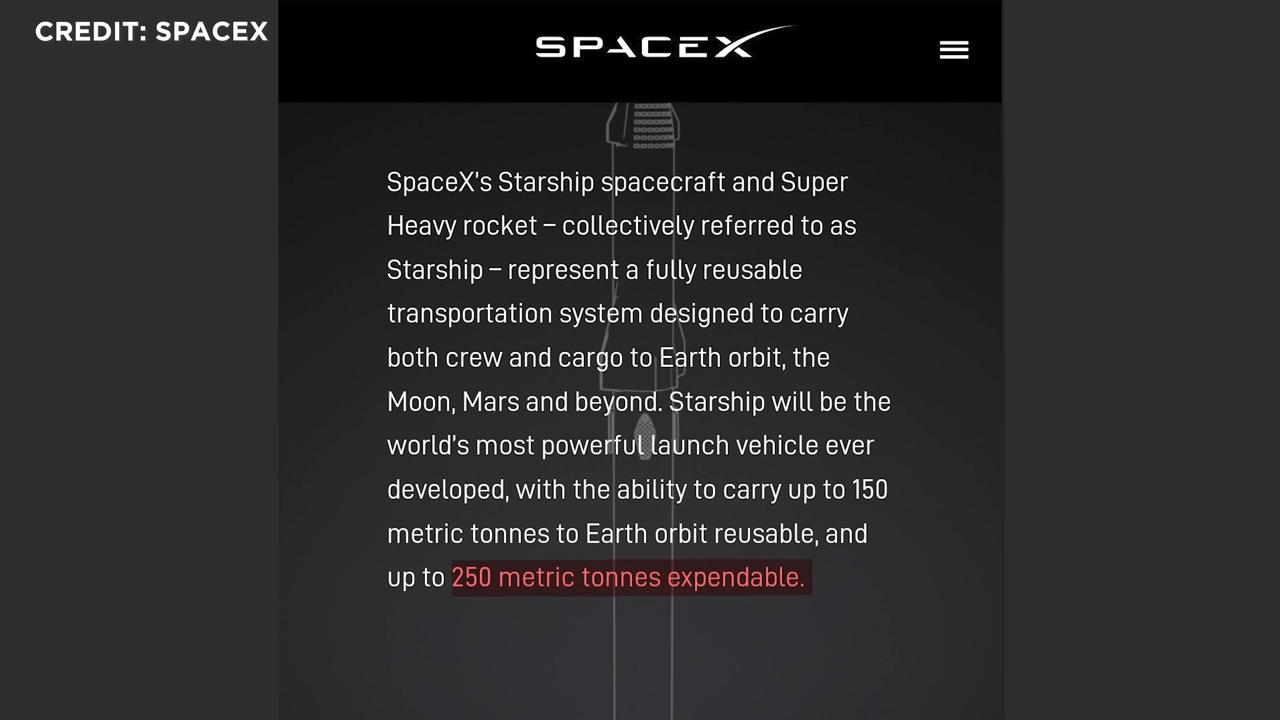 CREDIT: SPACEX
SPACEX
SpaceX's Starship spacecraft and Super
Heavy rocket – collectively referred to as
Starship – represent a fully reusable
transportation system designed to carry
both crew and cargo to Earth orbit, the
Moon, Mars and beyond. Starship will be the
world's most powerful launch vehicle ever
developed, with the ability to carry up to 150
metric tonnes to Earth orbit reusable, and
up to 250 metric tonnes expendable.